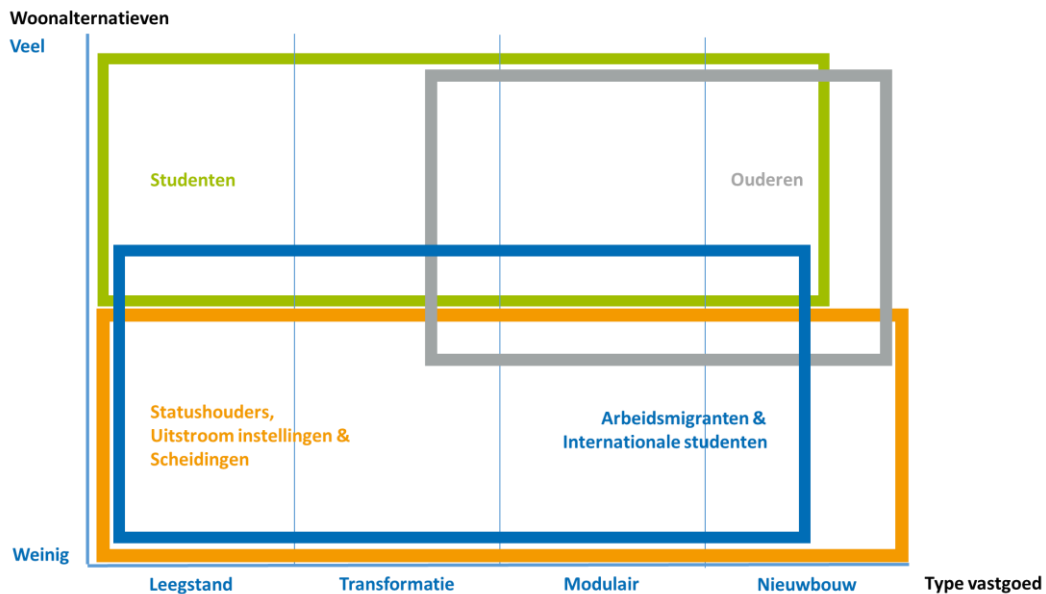 Woonalternatieven
Veel
Studenten
Ouderen
Statushouders,
Uitstroom instellingen &
Scheidingen
Arbeidsmigranten &
Internationale studenten
Weinig
Leegstand
Transformatie
Modulair
Nieuwbouw
Type vastgoed